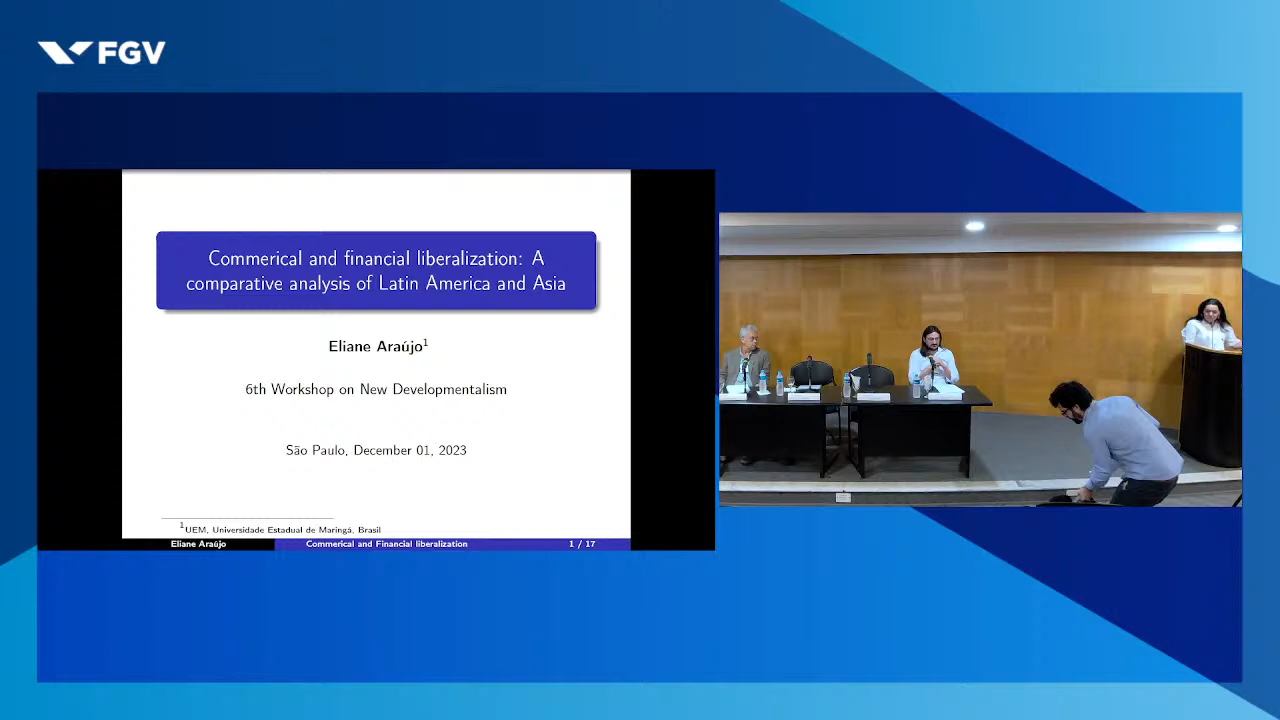 FGV
Commerical and financial liberalization: A
comparative analysis of Latin America and Asia
Eliane Araújo1
6th Workshop on New Developmentalism
São Paulo, December 01, 2023
1UEM, Universidade Estadual de Maringá, Brasil
Eliane Araújo Commerical and Financial liberalization 1 / 17